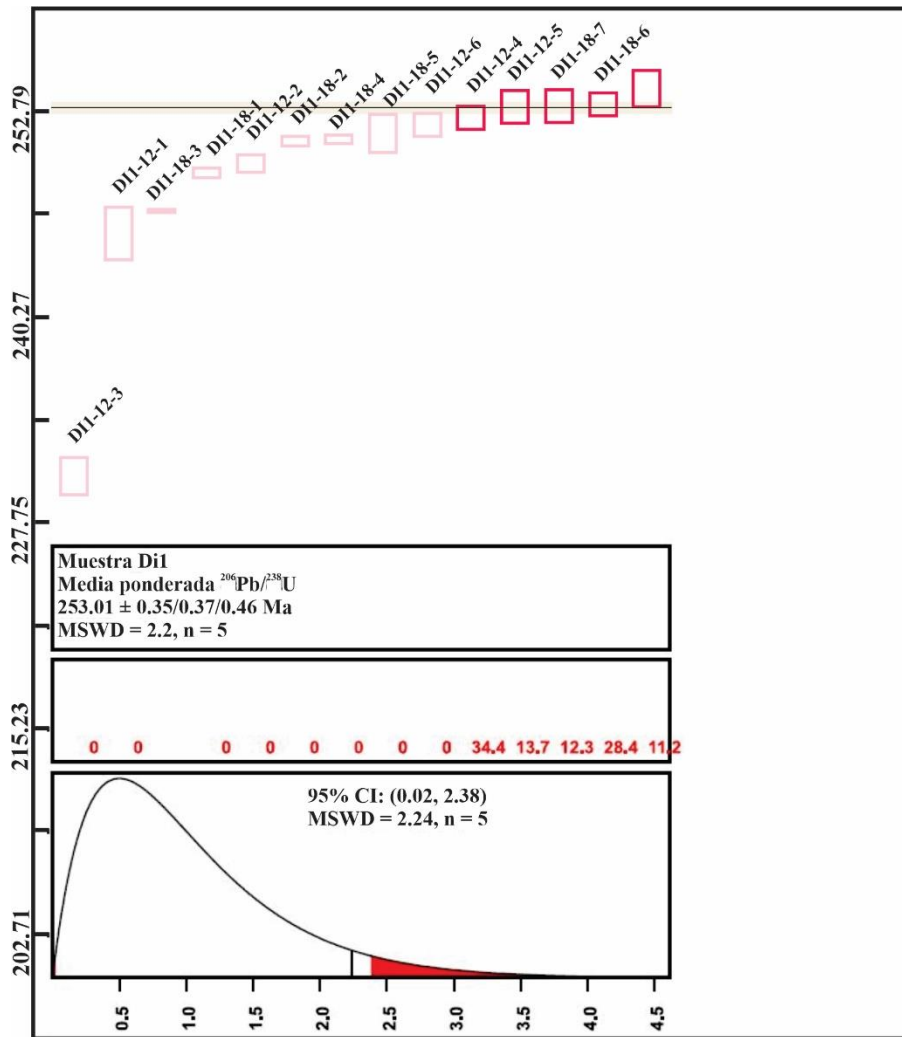 DI1-12-3
DI1-12-1
DI1-18-3
DI1-18-1
DI1-12-2
DI1-18-2
DI1-18-4
DI1-18-5
DI1-12-6
DI1-12-4
DI1-12-5
DI1-18-7
DI1-18-6
252.79
240.27
227.75
215.23
202.71
Muestra Di1
Media ponderada ²⁰⁶Pb/²³⁸U
253.01 ± 0.35/0.37/0.46 Ma
MSWD = 2.2, n = 5
0 0 0 0 0 0 0 0 34.4 13.7 12.3 28.4 11.2
95% CI: (0.02, 2.38)
MSWD = 2.24, n = 5
0.5 1.0 1.5 2.0 2.5 3.0 3.5 4.0 4.5